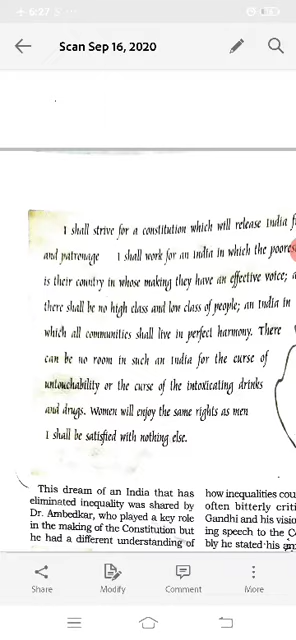 6:27
Scan Sep 16, 2020
I shall strive for a constitution which will release India
and patronage I shall work for an India in which the poores
is their country in whose making they have an effective voice; a
there shall be no high class and low class of people; an India in
which all communities shall live in perfect harmony. There
can be no room in such an India for the curse of
untouchability or the curse of the intoxicating drinks
and drugs. Women will enjoy the same rights as men
I shall be satisfied with nothing else.
This dream of an India that has
eliminated inequality was shared by
Dr. Ambedkar, who played a key role
in the making of the Constitution but
he had a different understanding of
how inequalities cou
often bitterly criti
Gandhi and his visio
ing speech to the C
bly he stated his
Share Modify Comment More